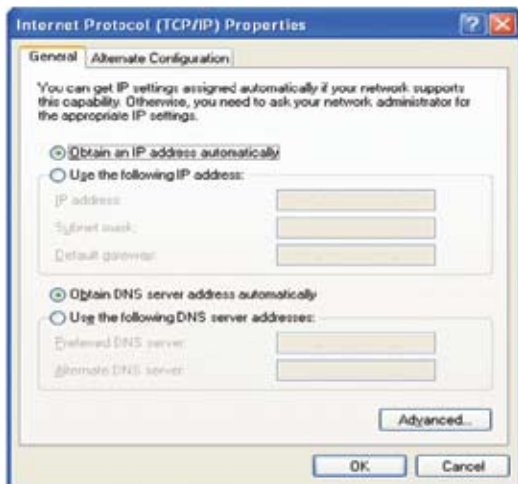 Internet Protocol (TCP/IP) Properties
General
Alternate Configuration
You can get IP settings assigned automatically if your network supports
this capability. Otherwise, you need to ask your network administrator for
the appropriate IP settings.
Obtain an IP address automatically
Use the following IP address:
IP address:
Subnet mask:
Default gateway:
Obtain DNS server address automatically
Use the following DNS server addresses:
Preferred DNS server:
Alternate DNS server:
Advanced...
OK
Cancel